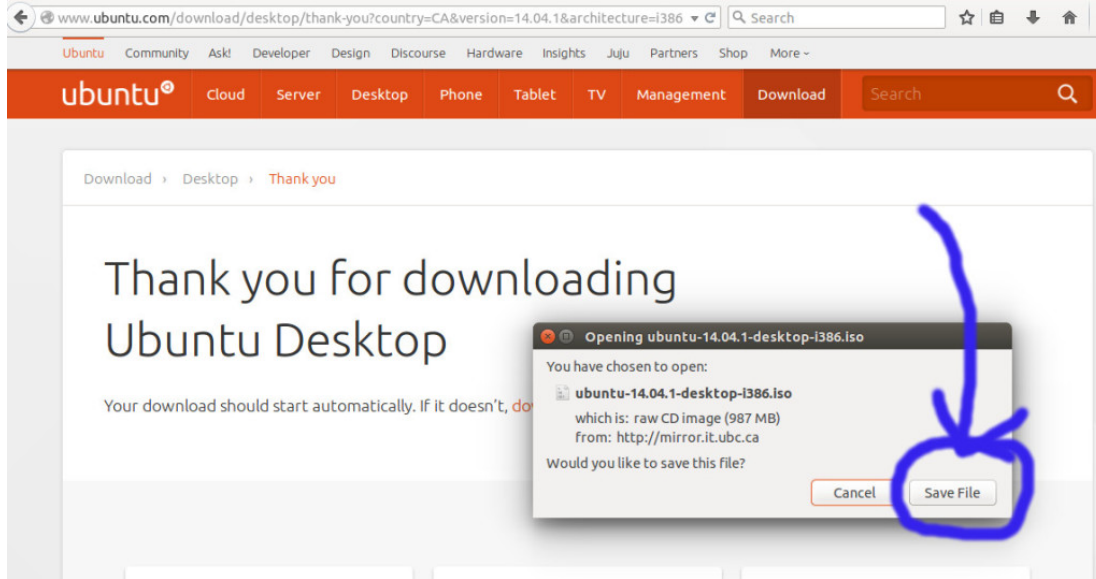 www.ubuntu.com/download/desktop/thank-you?country=CA&version=14.04.1&architecture=i386 Search
Ubuntu Community Ask! Developer Design Discourse Hardware Insights Juju Partners Shop More
ubuntu Cloud Server Desktop Phone Tablet TV Management Download Search
Download › Desktop › Thank you
Thank you for downloading
Ubuntu Desktop
Your download should start automatically. If it doesn't, do
Opening ubuntu-14.04.1-desktop-i386.iso
You have chosen to open:
ubuntu-14.04.1-desktop-i386.iso
which is: raw CD image (987 MB)
from: http://mirror.it.ubc.ca
Would you like to save this file?
Cancel Save File